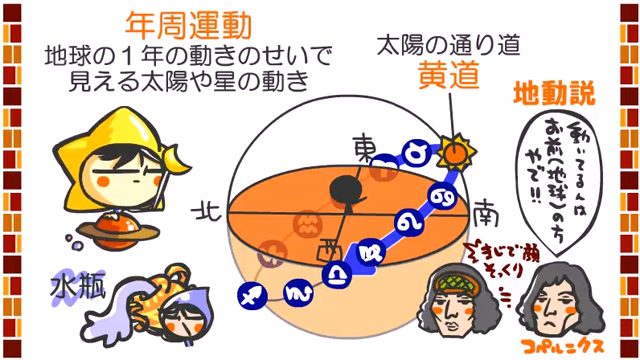 年周運動
地球の１年の動きのせいで
見える太陽や星の動き
太陽の通り道
黄道
地動説
動いてるんは
お前(地球)の方
やで!!
東
北
南
西
水瓶
まじで顔
そっくり
コペルニクス